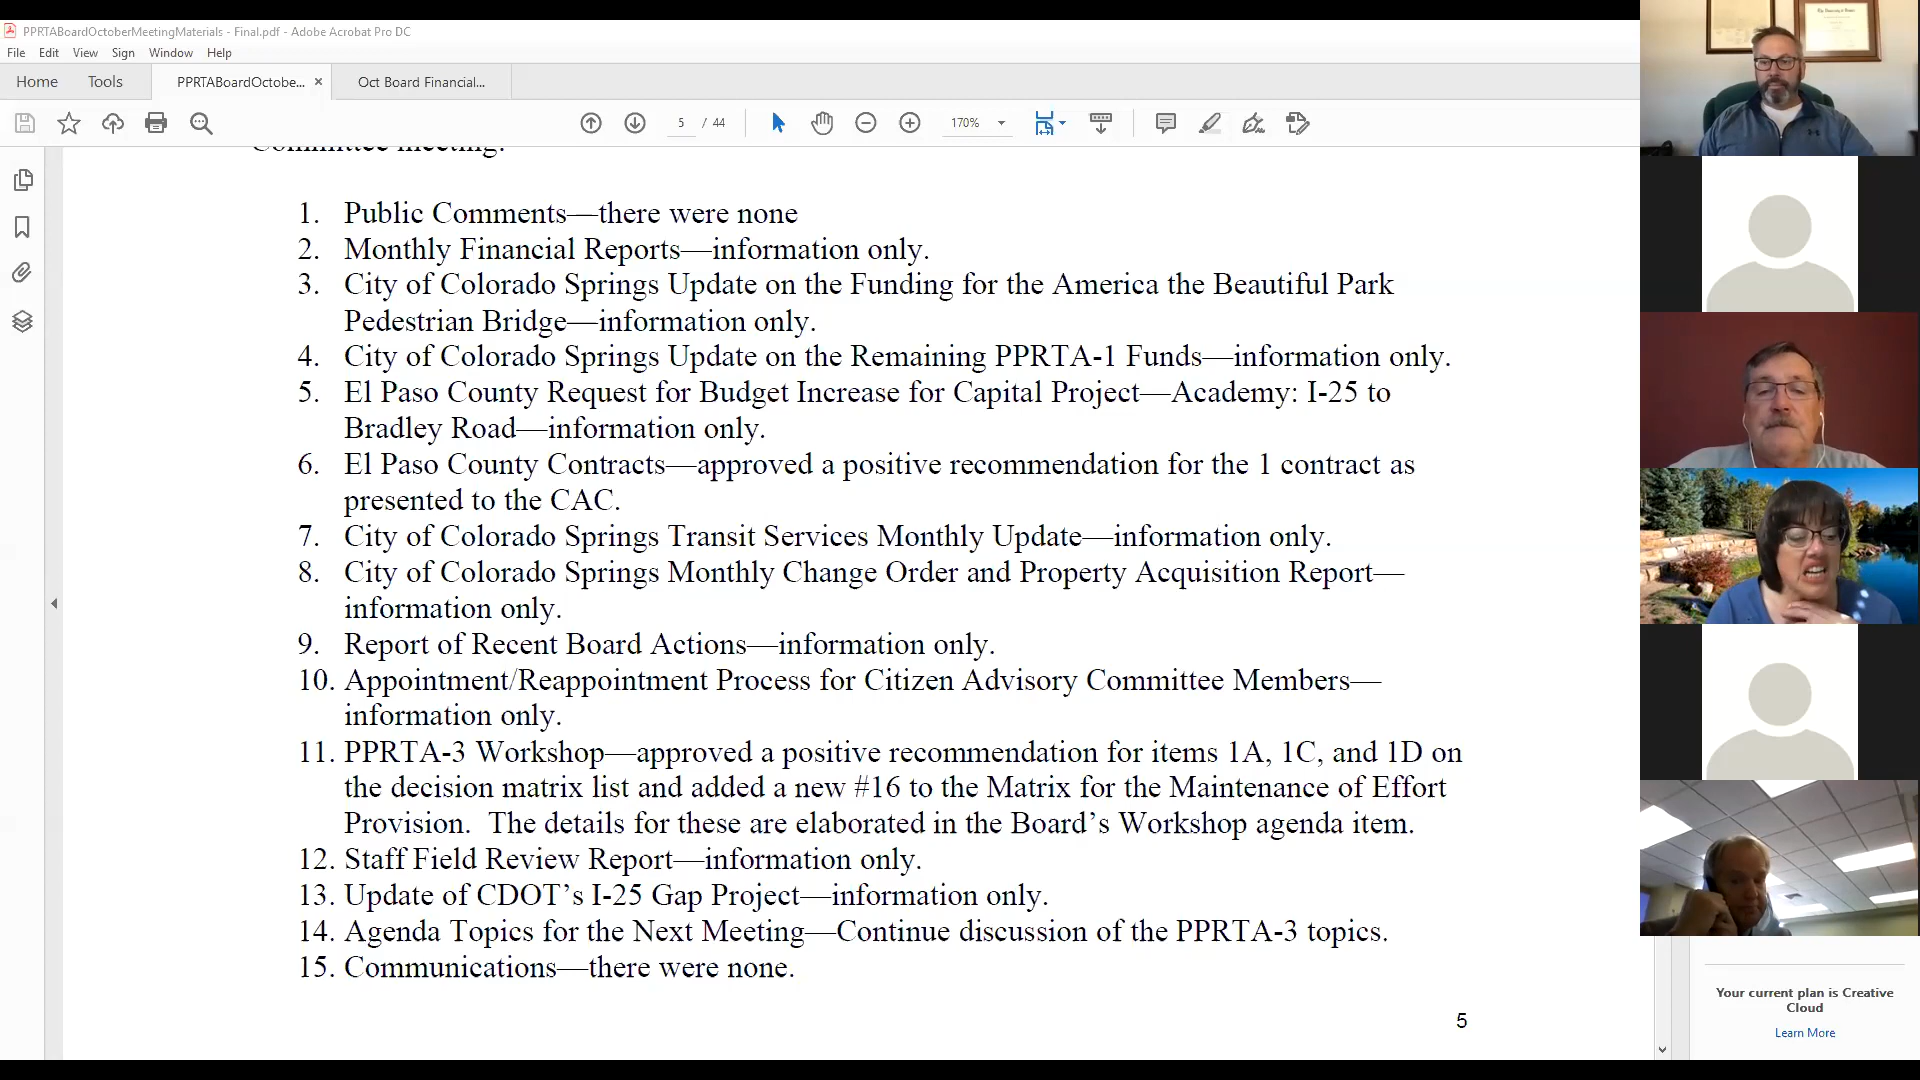 PPRTABoardOctoberMeetingMaterials - Final.pdf - Adobe Acrobat Pro DC
File Edit View Sign Window Help
Home Tools PPRTABoardOctobe... × Oct Board Financial...
5 / 44 170%
Committee meeting:
1. Public Comments—there were none
2. Monthly Financial Reports—information only.
3. City of Colorado Springs Update on the Funding for the America the Beautiful Park
Pedestrian Bridge—information only.
4. City of Colorado Springs Update on the Remaining PPRTA-1 Funds—information only.
5. El Paso County Request for Budget Increase for Capital Project—Academy: I-25 to
Bradley Road—information only.
6. El Paso County Contracts—approved a positive recommendation for the 1 contract as
presented to the CAC.
7. City of Colorado Springs Transit Services Monthly Update—information only.
8. City of Colorado Springs Monthly Change Order and Property Acquisition Report—
information only.
9. Report of Recent Board Actions—information only.
10. Appointment/Reappointment Process for Citizen Advisory Committee Members—
information only.
11. PPRTA-3 Workshop—approved a positive recommendation for items 1A, 1C, and 1D on
the decision matrix list and added a new #16 to the Matrix for the Maintenance of Effort
Provision. The details for these are elaborated in the Board’s Workshop agenda item.
12. Staff Field Review Report—information only.
13. Update of CDOT’s I-25 Gap Project—information only.
14. Agenda Topics for the Next Meeting—Continue discussion of the PPRTA-3 topics.
15. Communications—there were none.
5
Your current plan is Creative
Cloud
Learn More